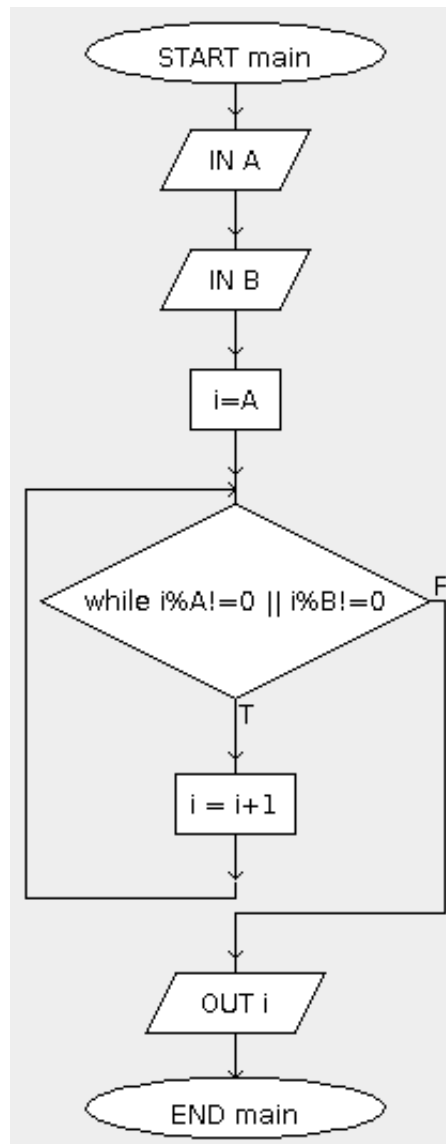 START main
IN A
IN B
i=A
while i%A!=0 || i%B!=0
F
T
i = i+1
OUT i
END main